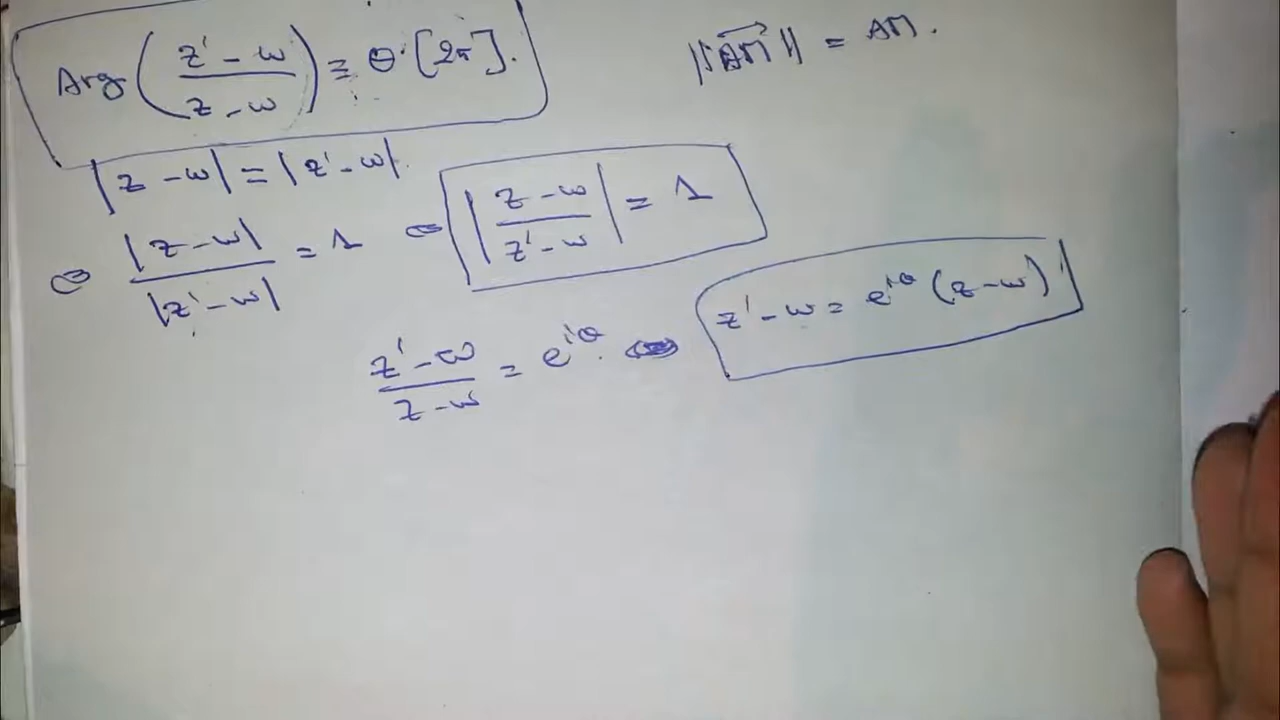 Arg((z' - w)/(z - w)) ≡ θ [2π].
||AM⃗|| = AM.
|z - w| = |z' - w|.
⇔ |z - w|/|z' - w| = 1 ⇔ |(z - w)/(z' - w)| = 1
(z' - w)/(z - w) = e^{iθ}. ⇔ z' - w = e^{iθ}(z - w)